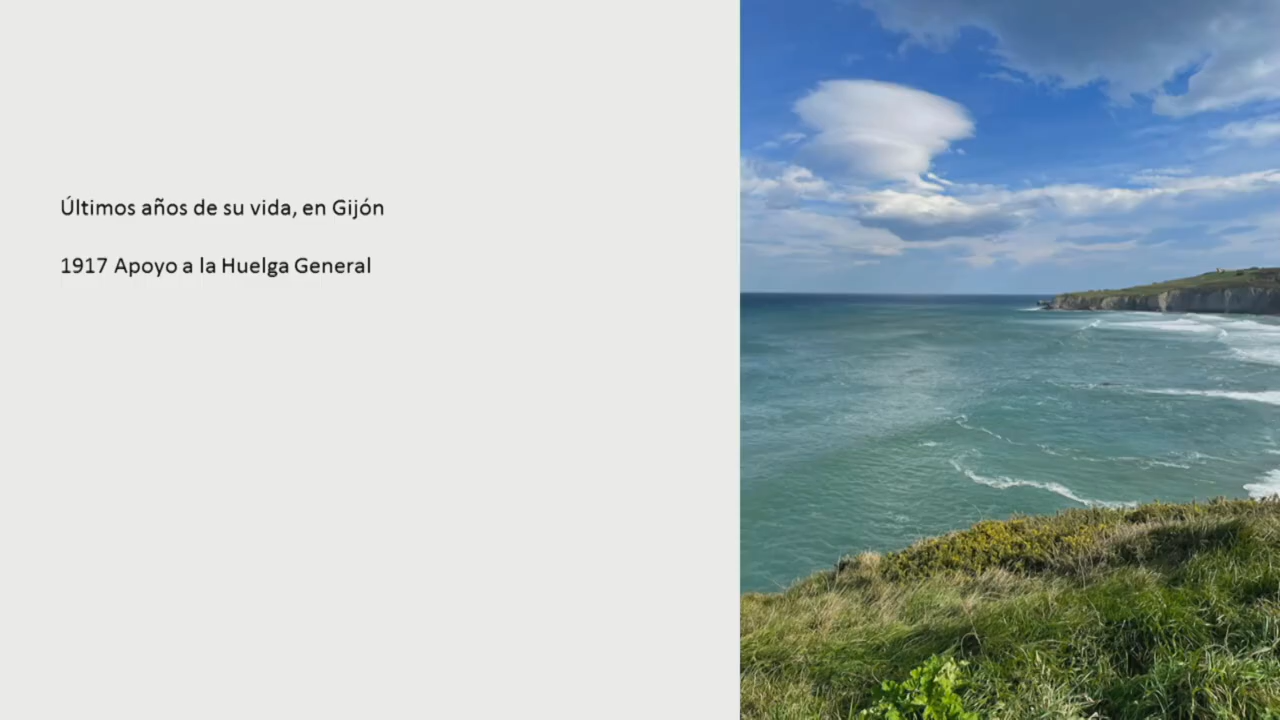 Últimos años de su vida, en Gijón
1917 Apoyo a la Huelga General